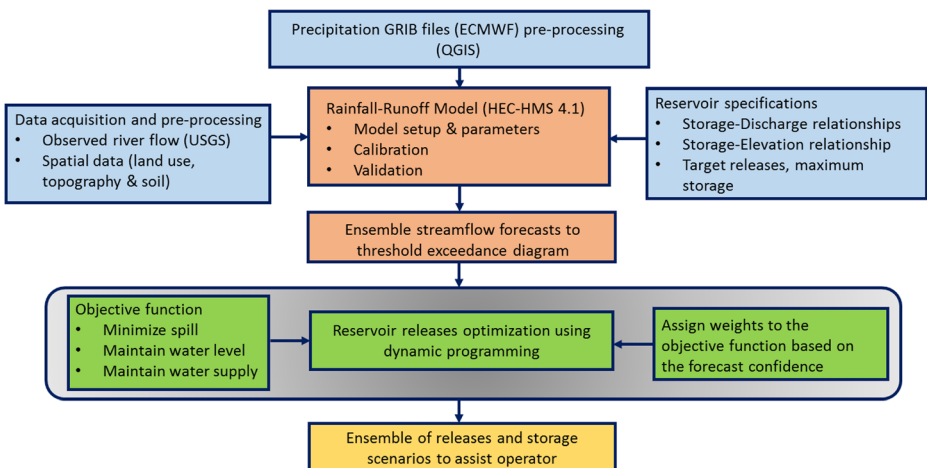 Precipitation GRIB files (ECMWF) pre-processing
(QGIS)
Data acquisition and pre-processing
• Observed river flow (USGS)
• Spatial data (land use,
topography & soil)
Rainfall-Runoff Model (HEC-HMS 4.1)
• Model setup & parameters
• Calibration
• Validation
Reservoir specifications
• Storage-Discharge relationships
• Storage-Elevation relationship
• Target releases, maximum
storage
Ensemble streamflow forecasts to
threshold exceedance diagram
Objective function
• Minimize spill
• Maintain water level
• Maintain water supply
Reservoir releases optimization using
dynamic programming
Assign weights to the
objective function based on
the forecast confidence
Ensemble of releases and storage
scenarios to assist operator